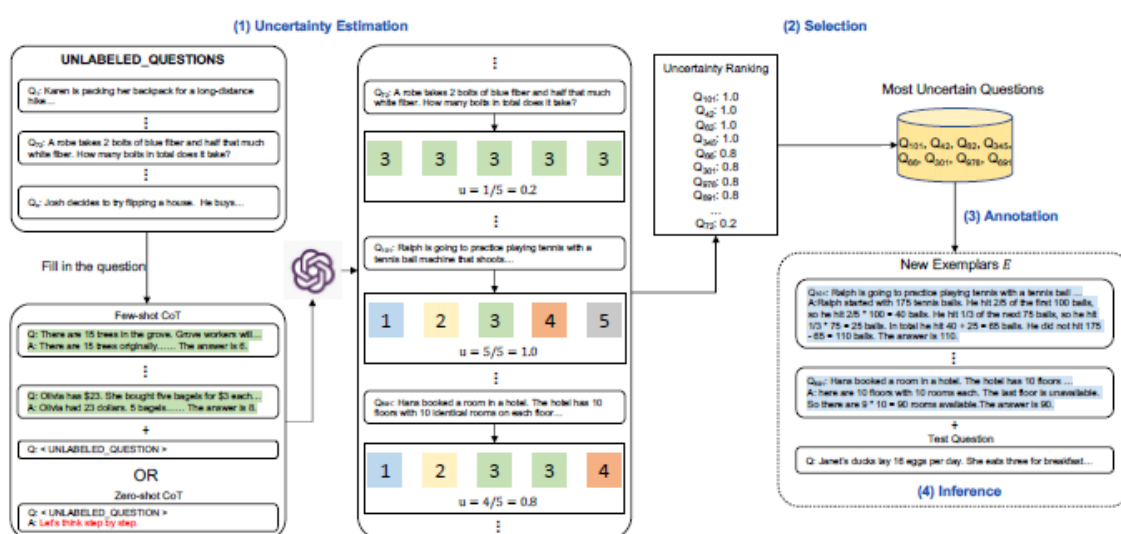 (1) Uncertainty Estimation
UNLABELED_QUESTIONS
Q₁: Karen is packing her backpack for a long-distance
hike…
⋮
Q₇₂: A robe takes 2 bolts of blue fiber and half that much
white fiber. How many bolts in total does it take?
⋮
Qₙ: Josh decides to try flipping a house. He buys…
Fill in the question
Few-shot CoT
Q: There are 15 trees in the grove. Grove workers will…
A: There are 15 trees originally…… The answer is 6.
⋮
Q: Olivia has $23. She bought five bagels for $3 each…
A: Olivia had 23 dollars. 5 bagels…… The answer is 8.
+
Q: < UNLABELED_QUESTION >
OR
Zero-shot CoT
Q: < UNLABELED_QUESTION >
A: Let's think step by step.
⋮
Q₇₂: A robe takes 2 bolts of blue fiber and half that much
white fiber. How many bolts in total does it take?
3 3 3 3 3
u = 1/5 = 0.2
⋮
Q₁₀₁: Ralph is going to practice playing tennis with a
tennis ball machine that shoots…
1 2 3 4 5
u = 5/5 = 1.0
⋮
Q₆₉₁: Hana booked a room in a hotel. The hotel has 10
floors with 10 identical rooms on each floor…
1 2 3 3 4
u = 4/5 = 0.8
⋮
(2) Selection
Uncertainty Ranking
Q₁₀₁: 1.0
Q₄₂: 1.0
: 1.0
Q₃₄₅: 1.0
Q₆₆: 0.8
Q₃₀₁: 0.8
: 0.8
Q₆₉₁: 0.8
…
Q₇₂: 0.2
Most Uncertain Questions
Q₁₀₁, Q₄₂, Q₈₂, Q₃₄₅,
Q₆₆, Q₃₀₁, Q₉₇₈, Q₆₉₁
(3) Annotation
New Exemplars E
Q₁₀₁: Ralph is going to practice playing tennis with a tennis ball …
A:Ralph started with 175 tennis balls. He hit 2/5 of the first 100 balls,
so he hit 2/5 * 100 = 40 balls. He hit 1/3 of the next 75 balls, so he hit
1/3 * 75 = 25 balls. In total he hit 40 + 25 = 65 balls. He did not hit 175
- 65 = 110 balls. The answer is 110.
⋮
Q₆₉₁: Hana booked a room in a hotel. The hotel has 10 floors …
A: here are 10 floors with 10 rooms each. The last floor is unavailable.
So there are 9 * 10 = 90 rooms available.The answer is 90.
+
Test Question
Q: Janet's ducks lay 16 eggs per day. She eats three for breakfast…
(4) Inference